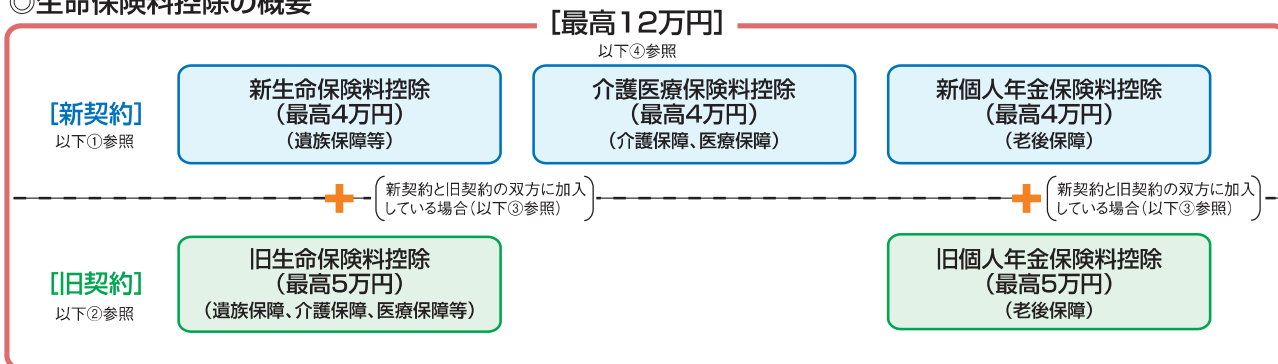 ◎生命保険料控除の概要
[最高12万円]
以下④参照
[新契約]
以下①参照
新生命保険料控除
(最高4万円)
(遺族保障等)
介護医療保険料控除
(最高4万円)
(介護保障、医療保障)
新個人年金保険料控除
(最高4万円)
(老後保障)
新契約と旧契約の双方に加入
している場合(以下③参照)
新契約と旧契約の双方に加入
している場合(以下③参照)
[旧契約]
以下②参照
旧生命保険料控除
(最高5万円)
(遺族保障、介護保障、医療保障等)
旧個人年金保険料控除
(最高5万円)
(老後保障)